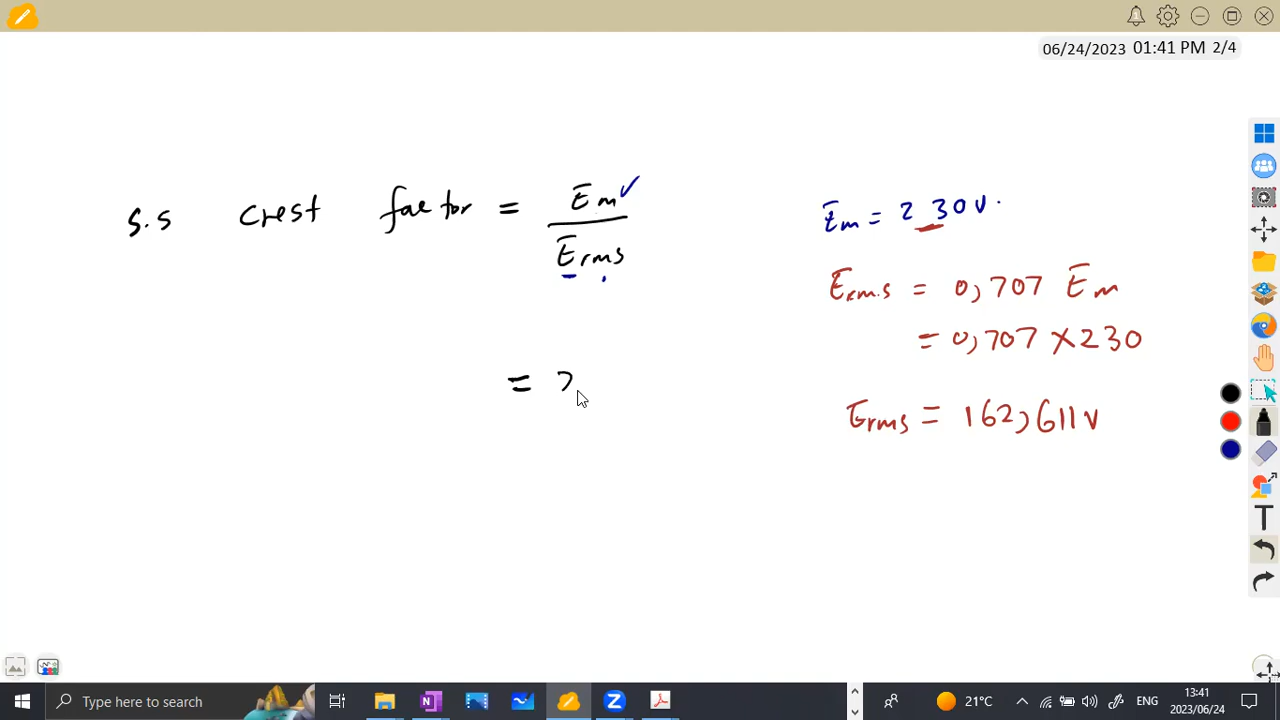 06/24/2023 01:41 PM 2/4
5.5 Crest factor = Em ✓
Erms
= 2
Em = 230V.
Erms = 0,707 Em
= 0,707 × 230
Erms = 162,611V
T
Type here to search
21°C
ENG
13:41
2023/06/24